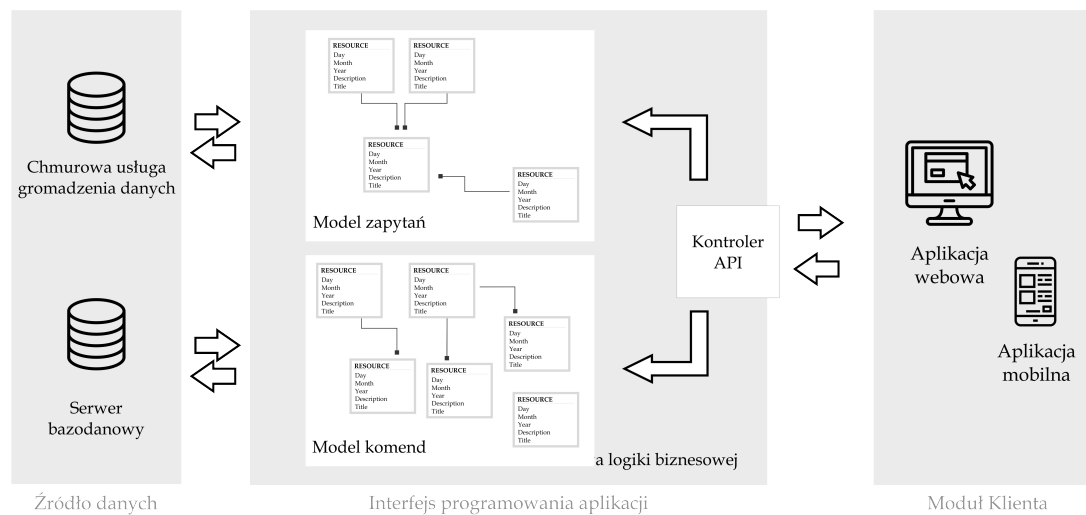 Chmurowa usługa
gromadzenia danych
Serwer
bazodanowy
Źródło danych
RESOURCE
Day
Month
Year
Description
Title
RESOURCE
Day
Month
Year
Description
Title
RESOURCE
Day
Month
Year
Description
Title
RESOURCE
Day
Month
Year
Description
Title
Model zapytań
RESOURCE
Day
Month
Year
Description
Title
RESOURCE
Day
Month
Year
Description
Title
RESOURCE
Day
Month
Year
Description
Title
RESOURCE
Day
Month
Year
Description
Title
RESOURCE
Day
Month
Year
Description
Title
RESOURCE
Day
Month
Year
Description
Title
Model komend
logiki biznesowej
Kontroler
API
Interfejs programowania aplikacji
Aplikacja
webowa
Aplikacja
mobilna
Moduł Klienta